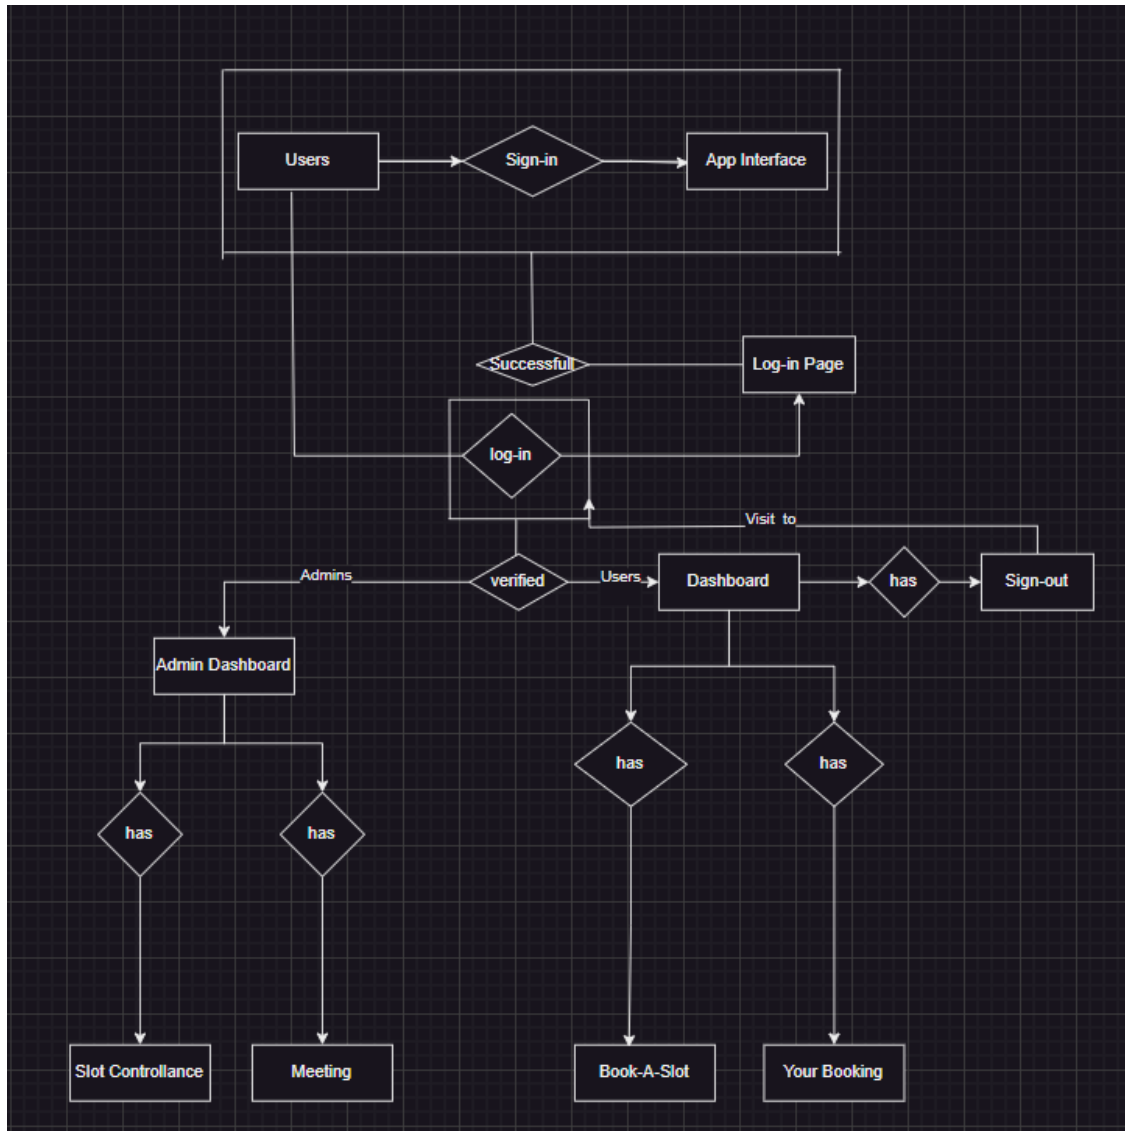 Users
Sign-in
App Interface
Successfull
Log-in Page
log-in
Visit to
Admins
verified
Users
Dashboard
has
Sign-out
Admin Dashboard
has
has
has
has
Slot Controllance
Meeting
Book-A-Slot
Your Booking